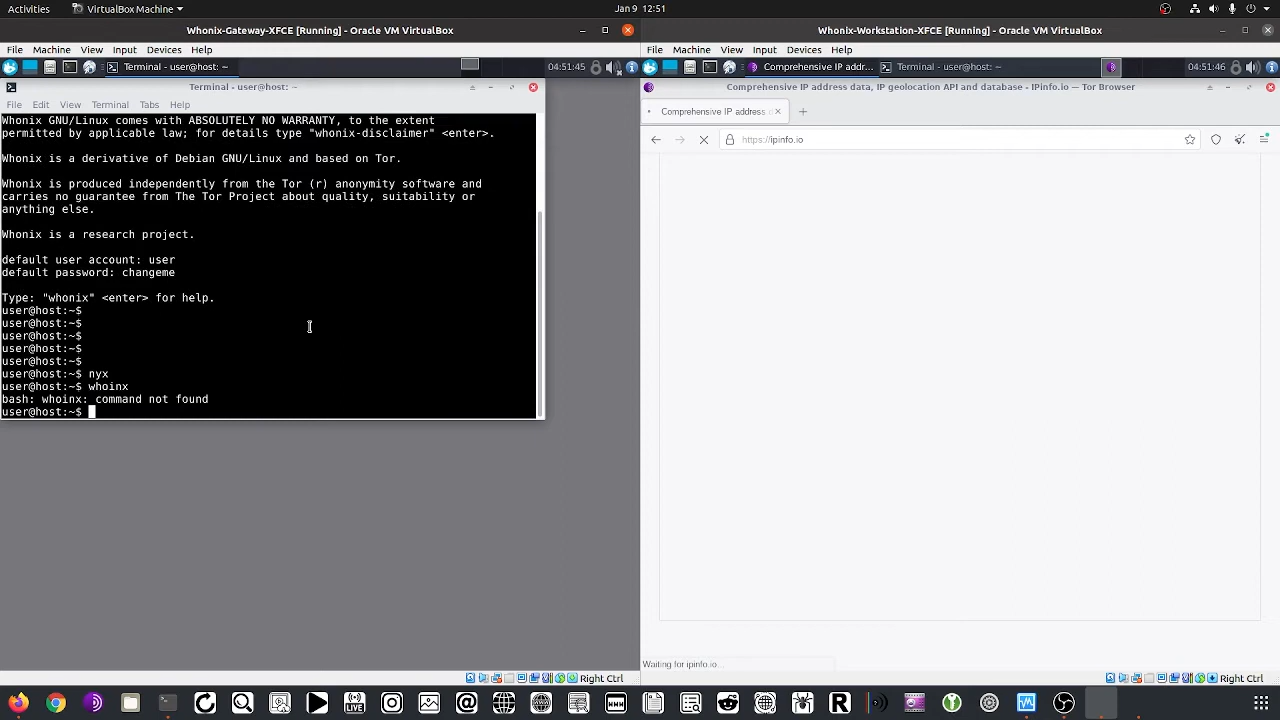 Activities
VirtualBox Machine
Jan 9 12:51
Whonix-Gateway-XFCE [Running] - Oracle VM VirtualBox
File Machine View Input Devices Help
Terminal - user@host: ~
04:51:45
Terminal - user@host: ~
File Edit View Terminal Tabs Help
Whonix GNU/Linux comes with ABSOLUTELY NO WARRANTY, to the extent
permitted by applicable law; for details type "whonix-disclaimer" <enter>.
Whonix is a derivative of Debian GNU/Linux and based on Tor.
Whonix is produced independently from the Tor (r) anonymity software and
carries no guarantee from The Tor Project about quality, suitability or
anything else.
Whonix is a research project.
default user account: user
default password: changeme
Type: "whonix" <enter> for help.
user@host:~$
user@host:~$
user@host:~$
user@host:~$
user@host:~$
user@host:~$ nyx
user@host:~$ whoinx
bash: whoinx: command not found
user@host:~$
Right Ctrl
Whonix-Workstation-XFCE [Running] - Oracle VM VirtualBox
File Machine View Input Devices Help
Comprehensive IP addr...
Terminal - user@host: ~
04:51:46
Comprehensive IP address data, IP geolocation API and database - IPinfo.io — Tor Browser
Comprehensive IP address
https://ipinfo.io
Waiting for ipinfo.io...
Right Ctrl
LIVE
WWW
R